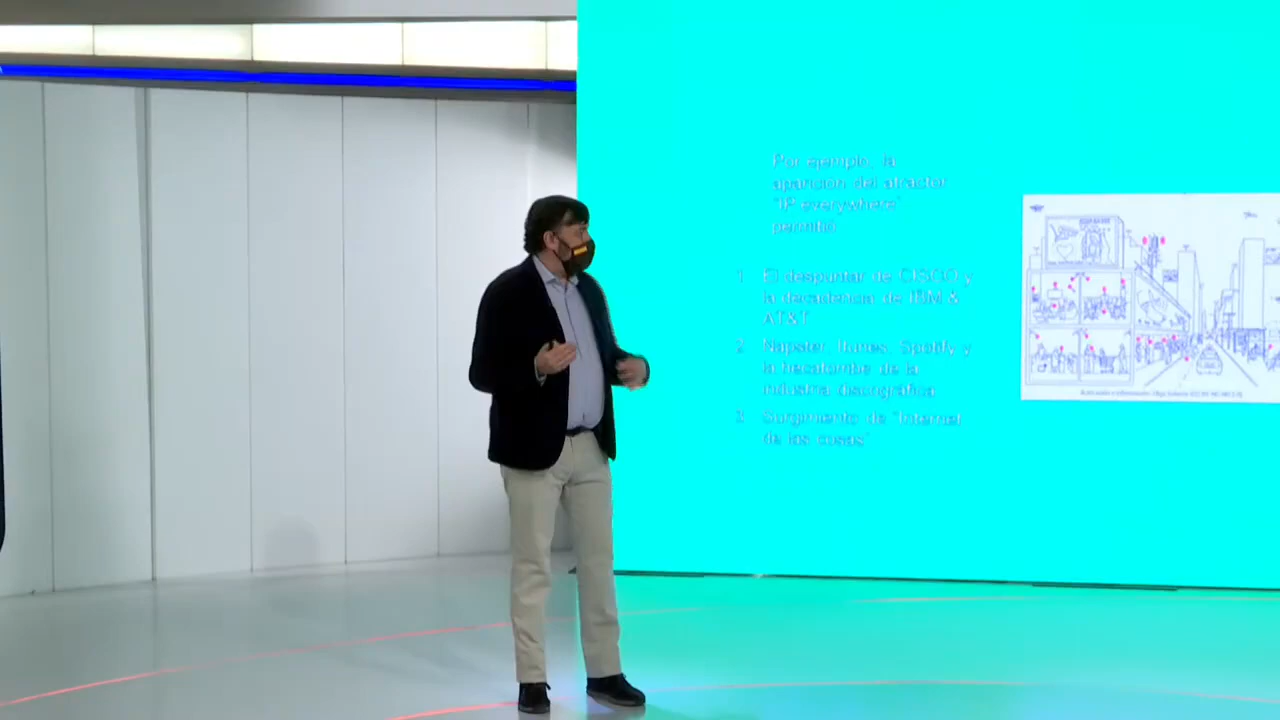 Por ejemplo, la
aparición del atractor
"IP everywhere"
permitió
1 El despuntar de CISCO y
la decadencia de IBM &
AT&T
2 Napster, Itunes, Spotify y
la hecatombe de la
industria discográfica
3 Surgimiento de "Internet
de las cosas"